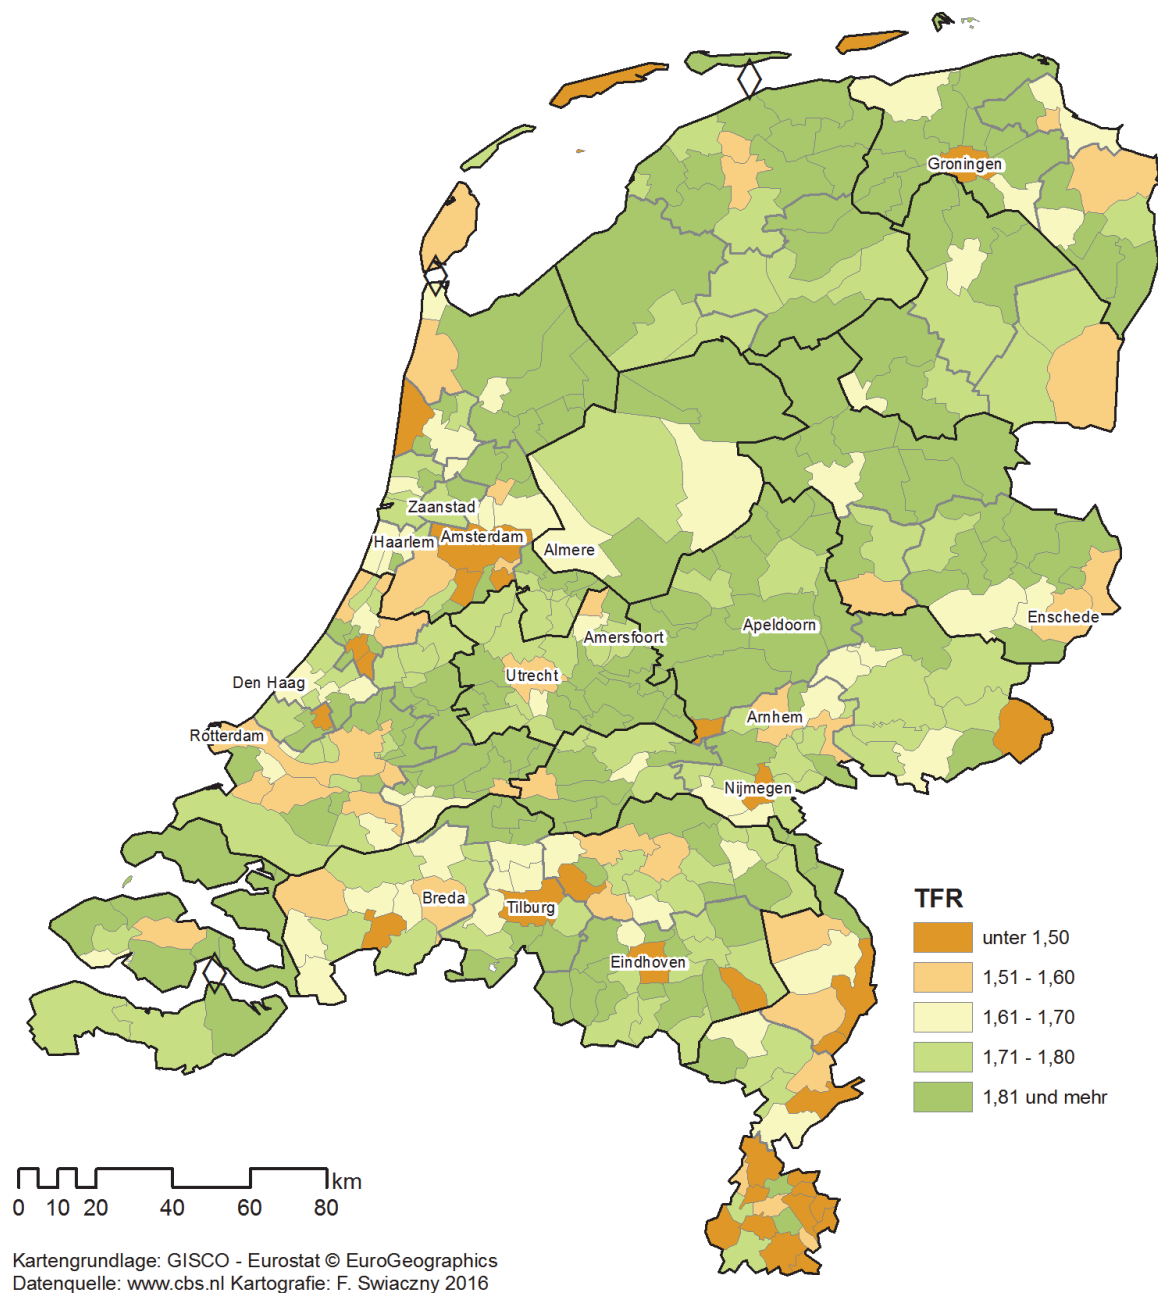 Groningen
Zaanstad
Haarlem
Amsterdam
Almere
Enschede
Apeldoorn
Amersfoort
Utrecht
Den Haag
Arnhem
Rotterdam
Nijmegen
Breda
Tilburg
Eindhoven
TFR
unter 1,50
1,51 - 1,60
1,61 - 1,70
1,71 - 1,80
1,81 und mehr
km
0 10 20 40 60 80
Kartengrundlage: GISCO - Eurostat © EuroGeographics
Datenquelle: www.cbs.nl Kartografie: F. Swiaczny 2016